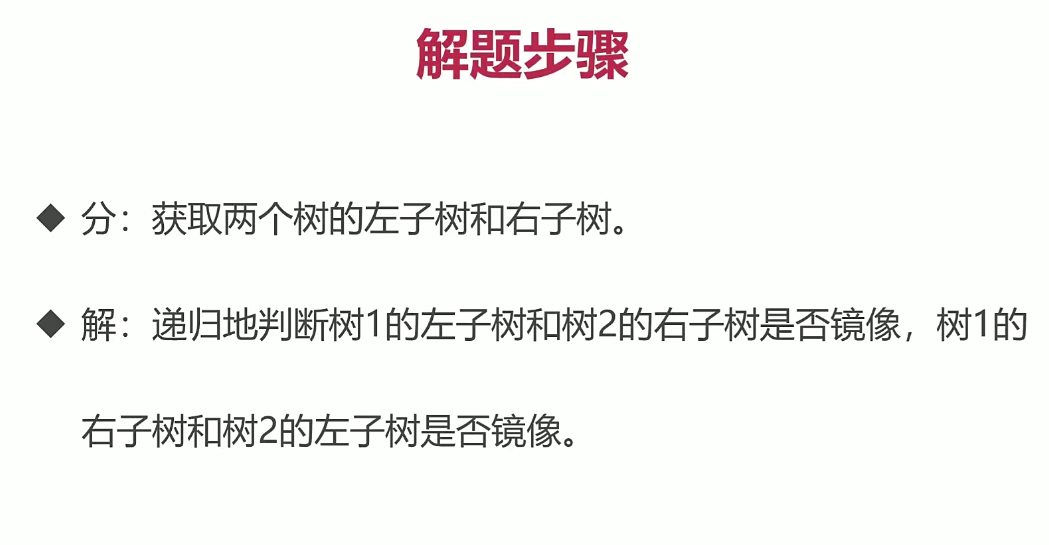 解题步骤
◆ 分：获取两个树的左子树和右子树。
◆ 解：递归地判断树1的左子树和树2的右子树是否镜像，树1的
右子树和树2的左子树是否镜像。